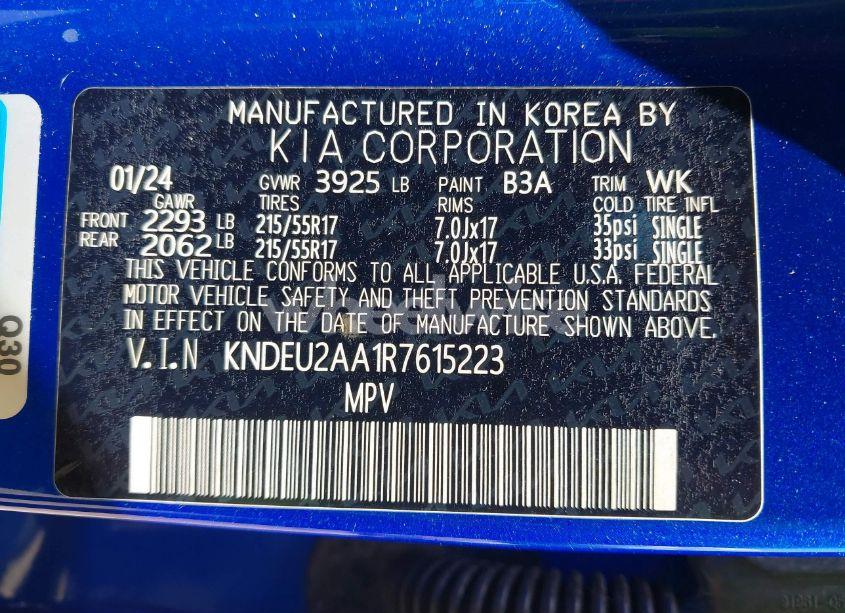 MANUFACTURED IN KOREA BY
KIA CORPORATION
01/24 GVWR 3925 LB PAINT B3A TRIM WK
GAWR TIRES RIMS COLD TIRE INFL
FRONT 2293 LB 215/55R17 7.0Jx17 35psi SINGLE
REAR 2062 LB 215/55R17 7.0Jx17 33psi SINGLE
THIS VEHICLE CONFORMS TO ALL APPLICABLE U.S.A. FEDERAL
MOTOR VEHICLE SAFETY AND THEFT PREVENTION STANDARDS
IN EFFECT ON THE DATE OF MANUFACTURE SHOWN ABOVE.
V.I.N KNDEU2AA1R7615223
MPV
Q30